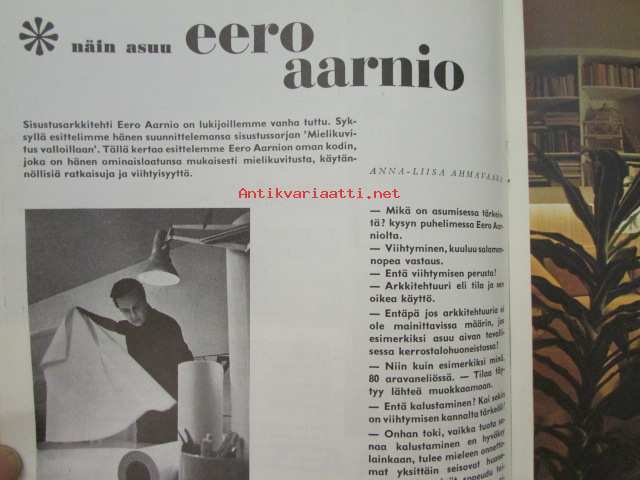 näin asuu eero
aarnio
Sisustusarkkitehti Eero Aarnio on lukijoillemme vanha tuttu. Syk-
syllä esittelimme hänen suunnittelemansa sisustussarjan 'Mielikuvi-
tus valloillaan'. Tällä kertaa esittelemme Eero Aarnion oman kodin,
joka on hänen ominaislaatunsa mukaisesti mielikuvitusta, käytän-
nöllisiä ratkaisuja ja viihtyisyyttä.
ANNA-LIISA AHMAVAARA
Antikvariaatti.net
— Mikä on asumisessa tärkein-
tä? kysyn puhelimessa Eero Aar-
niolta.
— Viihtyminen, kuuluu salaman-
nopea vastaus.
— Entä viihtymisen perusta?
— Arkkitehtuuri eli tila ja sen
oikea käyttö.
— Entäpä jos arkkitehtuuria ei
ole mainittavissa määrin, jos
esimerkiksi asuu aivan tavalli-
sessa kerrostalohuoneistossa?
— Niin kuin esimerkiksi minä,
80 aravaneliössä. — Tilaa täy-
tyy lähteä muokkaamaan.
— Entä kalustaminen? Kai sekin
on viihtymisen kannalta tärkeää?
— Onhan toki, vaikka tuota sa-
naa kalustaminen en hyväksy
lainkaan, tulee mieleen onnetto-
mat yksittäin seisovat